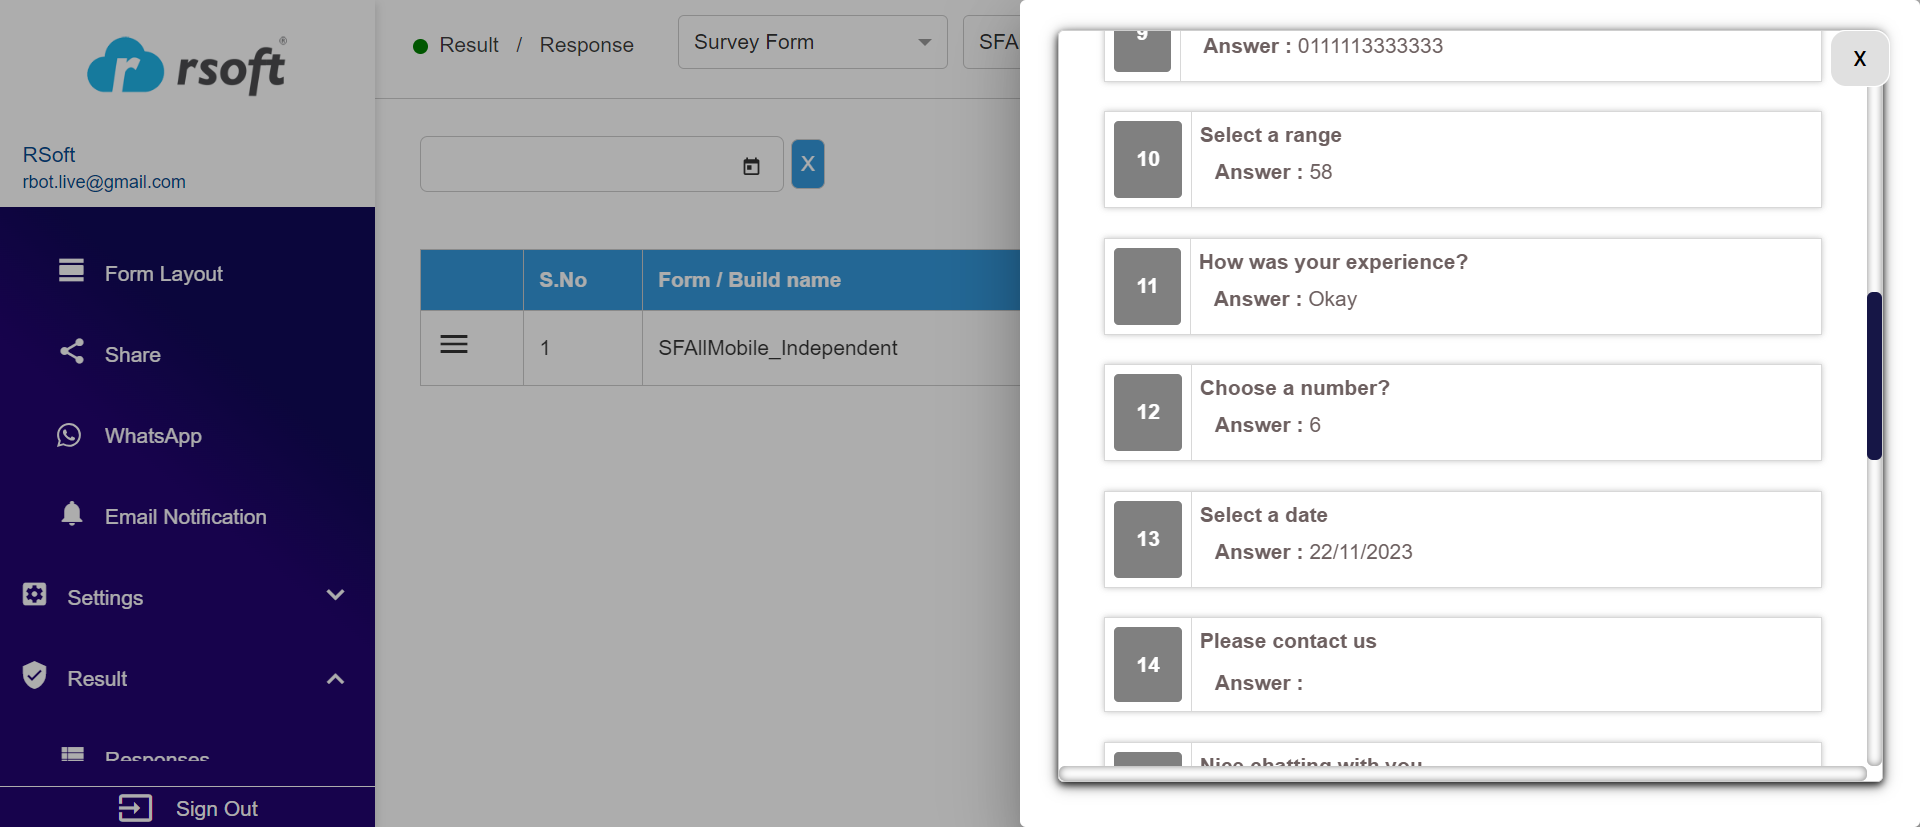 rsoft®
RSoft
rbot.live@gmail.com
Form Layout
Share
WhatsApp
Email Notification
Settings
Result
Responses
Sign Out
Result / Response
Survey Form
SFA
X
S.No Form / Build name
1 SFAllMobile_Independent
X
9
Answer : 0111113333333
10
Select a range
Answer : 58
11
How was your experience?
Answer : Okay
12
Choose a number?
Answer : 6
13
Select a date
Answer : 22/11/2023
14
Please contact us
Answer :
Nice chatting with you